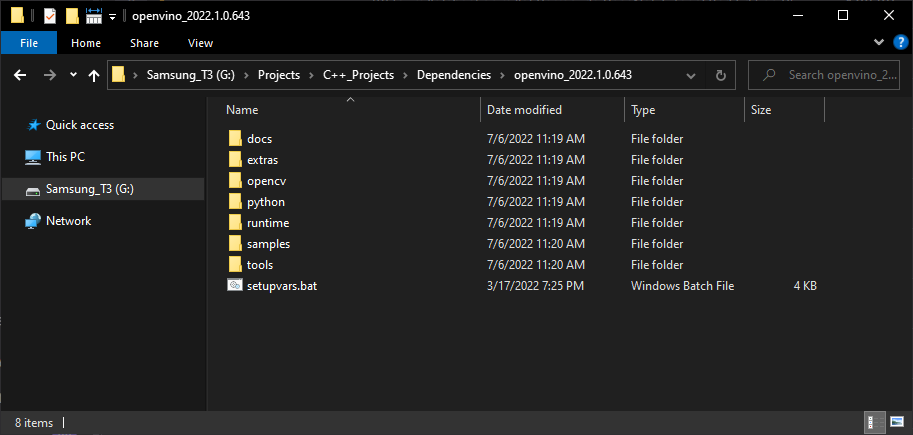 openvino_2022.1.0.643
File Home Share View
Samsung_T3 (G:) Projects C++_Projects Dependencies openvino_2022.1.0.643 Search openvino_2...
Name Date modified Type Size
Quick access
This PC
Samsung_T3 (G:)
Network
docs 7/6/2022 11:19 AM File folder
extras 7/6/2022 11:19 AM File folder
opencv 7/6/2022 11:19 AM File folder
python 7/6/2022 11:19 AM File folder
runtime 7/6/2022 11:19 AM File folder
samples 7/6/2022 11:20 AM File folder
tools 7/6/2022 11:20 AM File folder
setupvars.bat 3/17/2022 7:25 PM Windows Batch File 4 KB
8 items